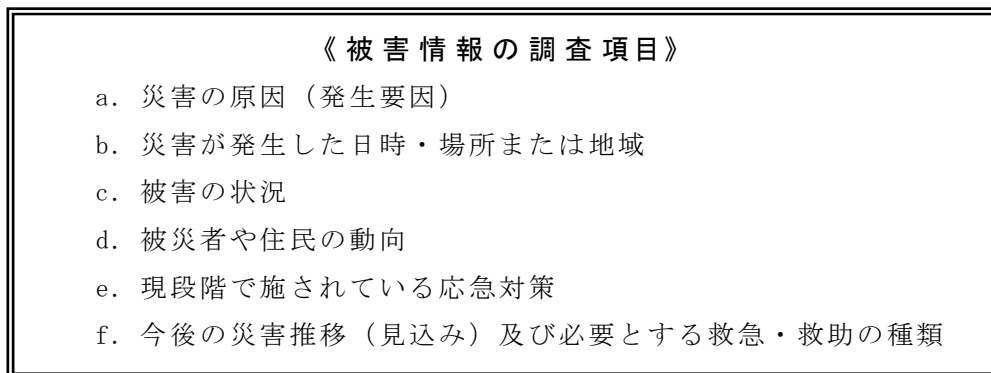 《被害情報の調査項目》
a. 災害の原因（発生要因）
b. 災害が発生した日時・場所または地域
c. 被害の状況
d. 被災者や住民の動向
e. 現段階で施されている応急対策
f. 今後の災害推移（見込み）及び必要とする救急・救助の種類